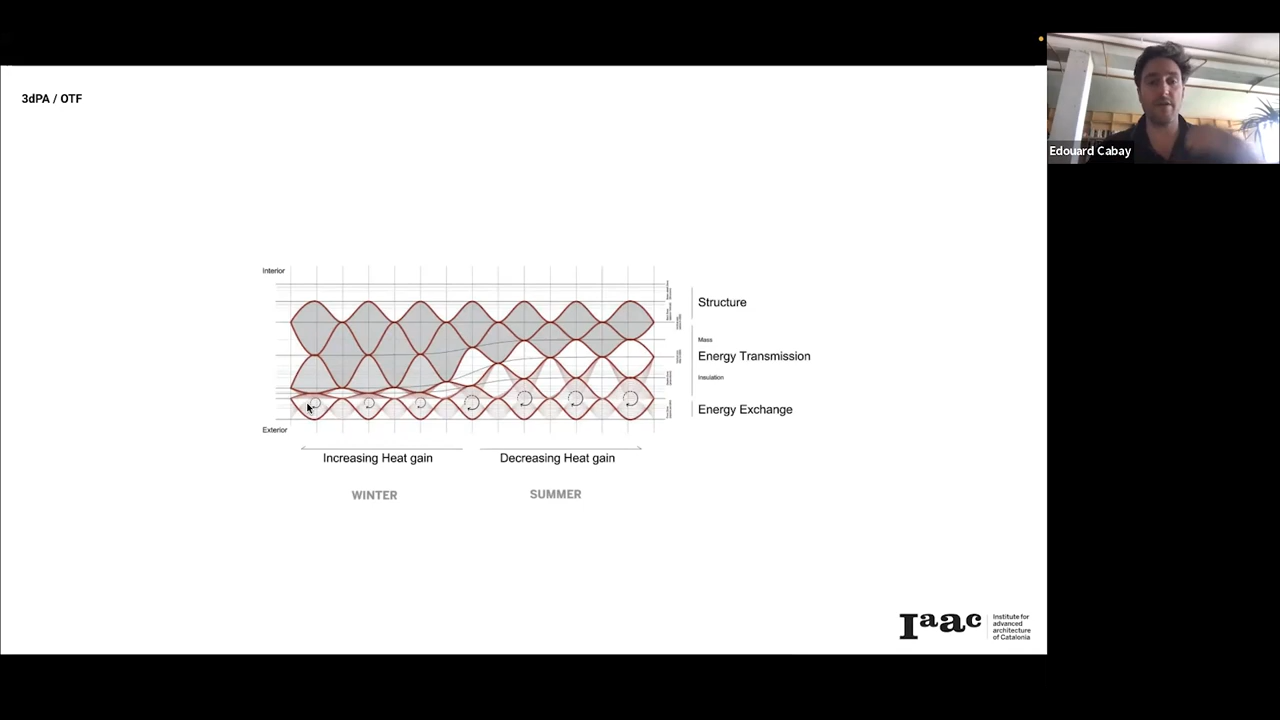 3dPA / OTF
Edouard Cabay
Interior
Structure
Mass
Energy Transmission
Insulation
Energy Exchange
Exterior
Increasing Heat gain
Decreasing Heat gain
WINTER
SUMMER
Iaac
Institute for
advanced
architecture
of Catalonia